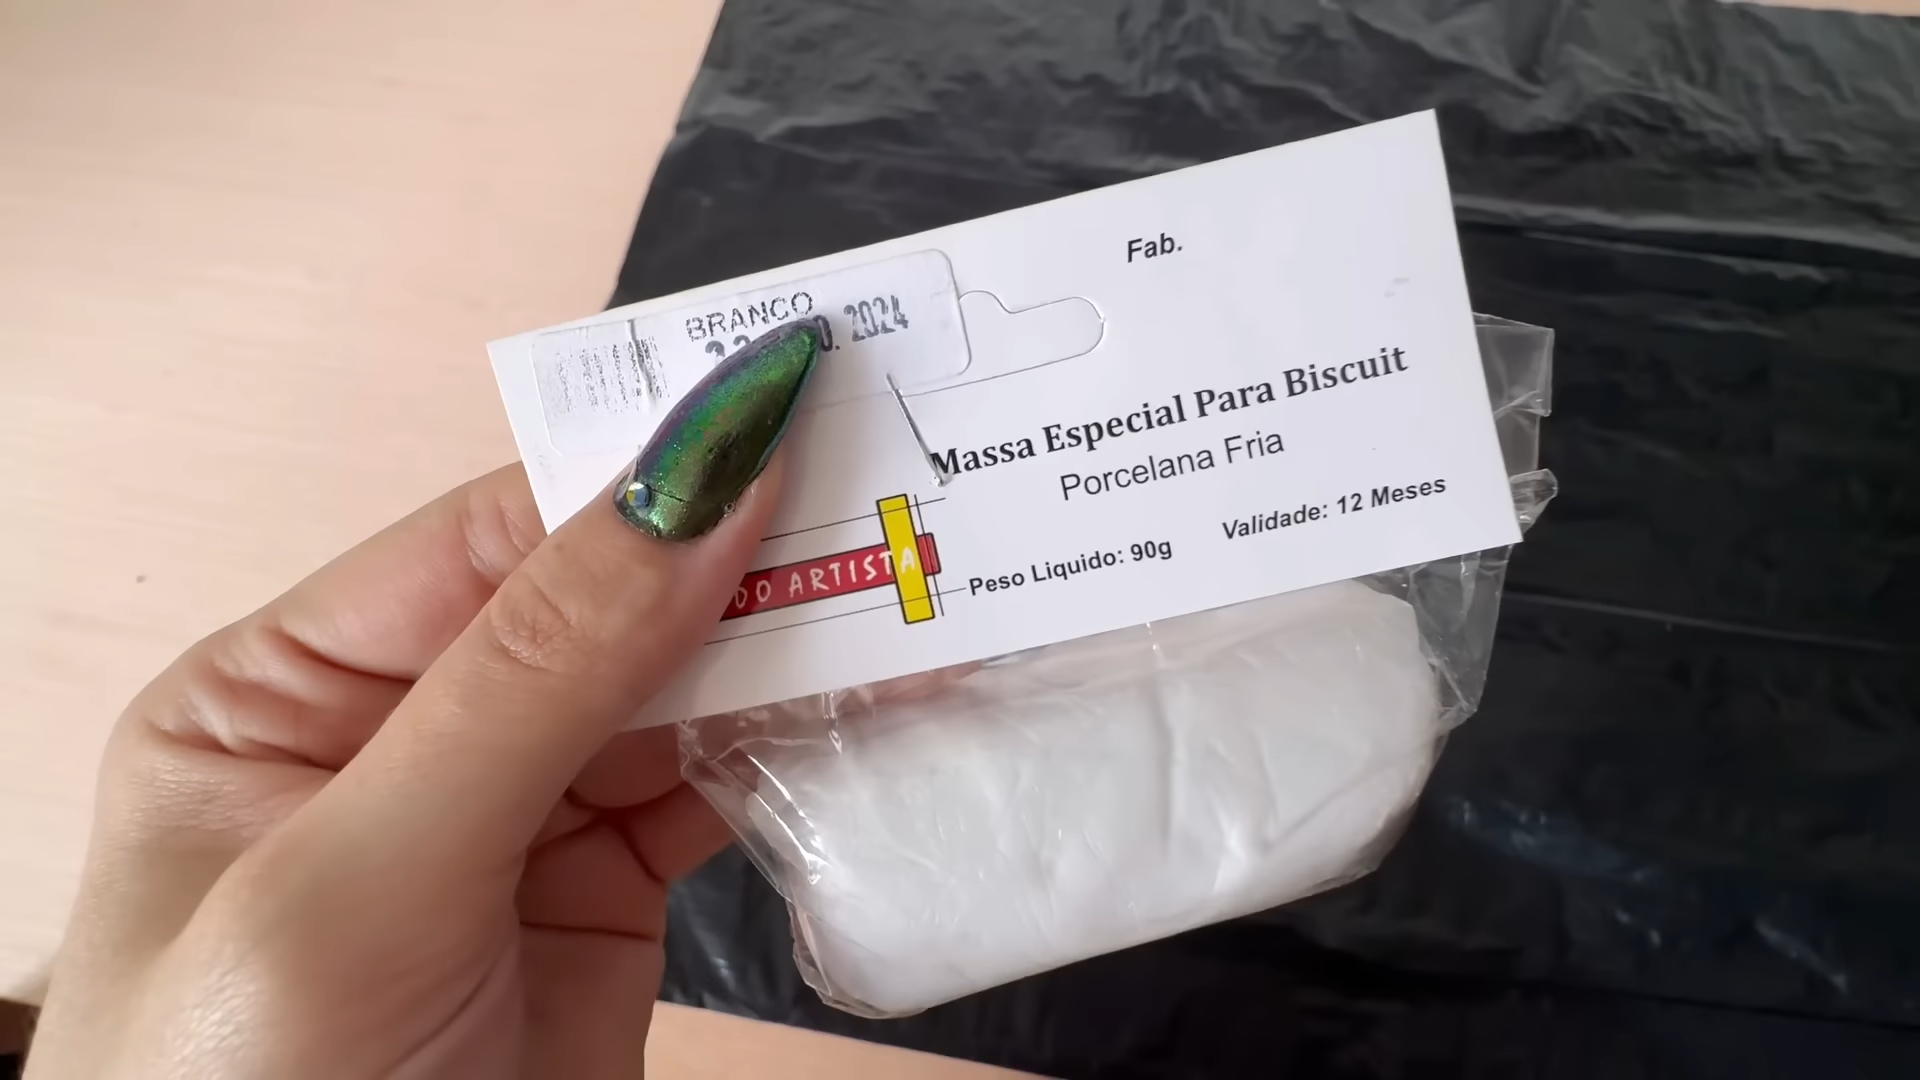 Fab.
BRANCO
2024
Massa Especial Para Biscuit
Porcelana Fria
Validade: 12 Meses
Peso Liquido: 90g
DO ARTISTA